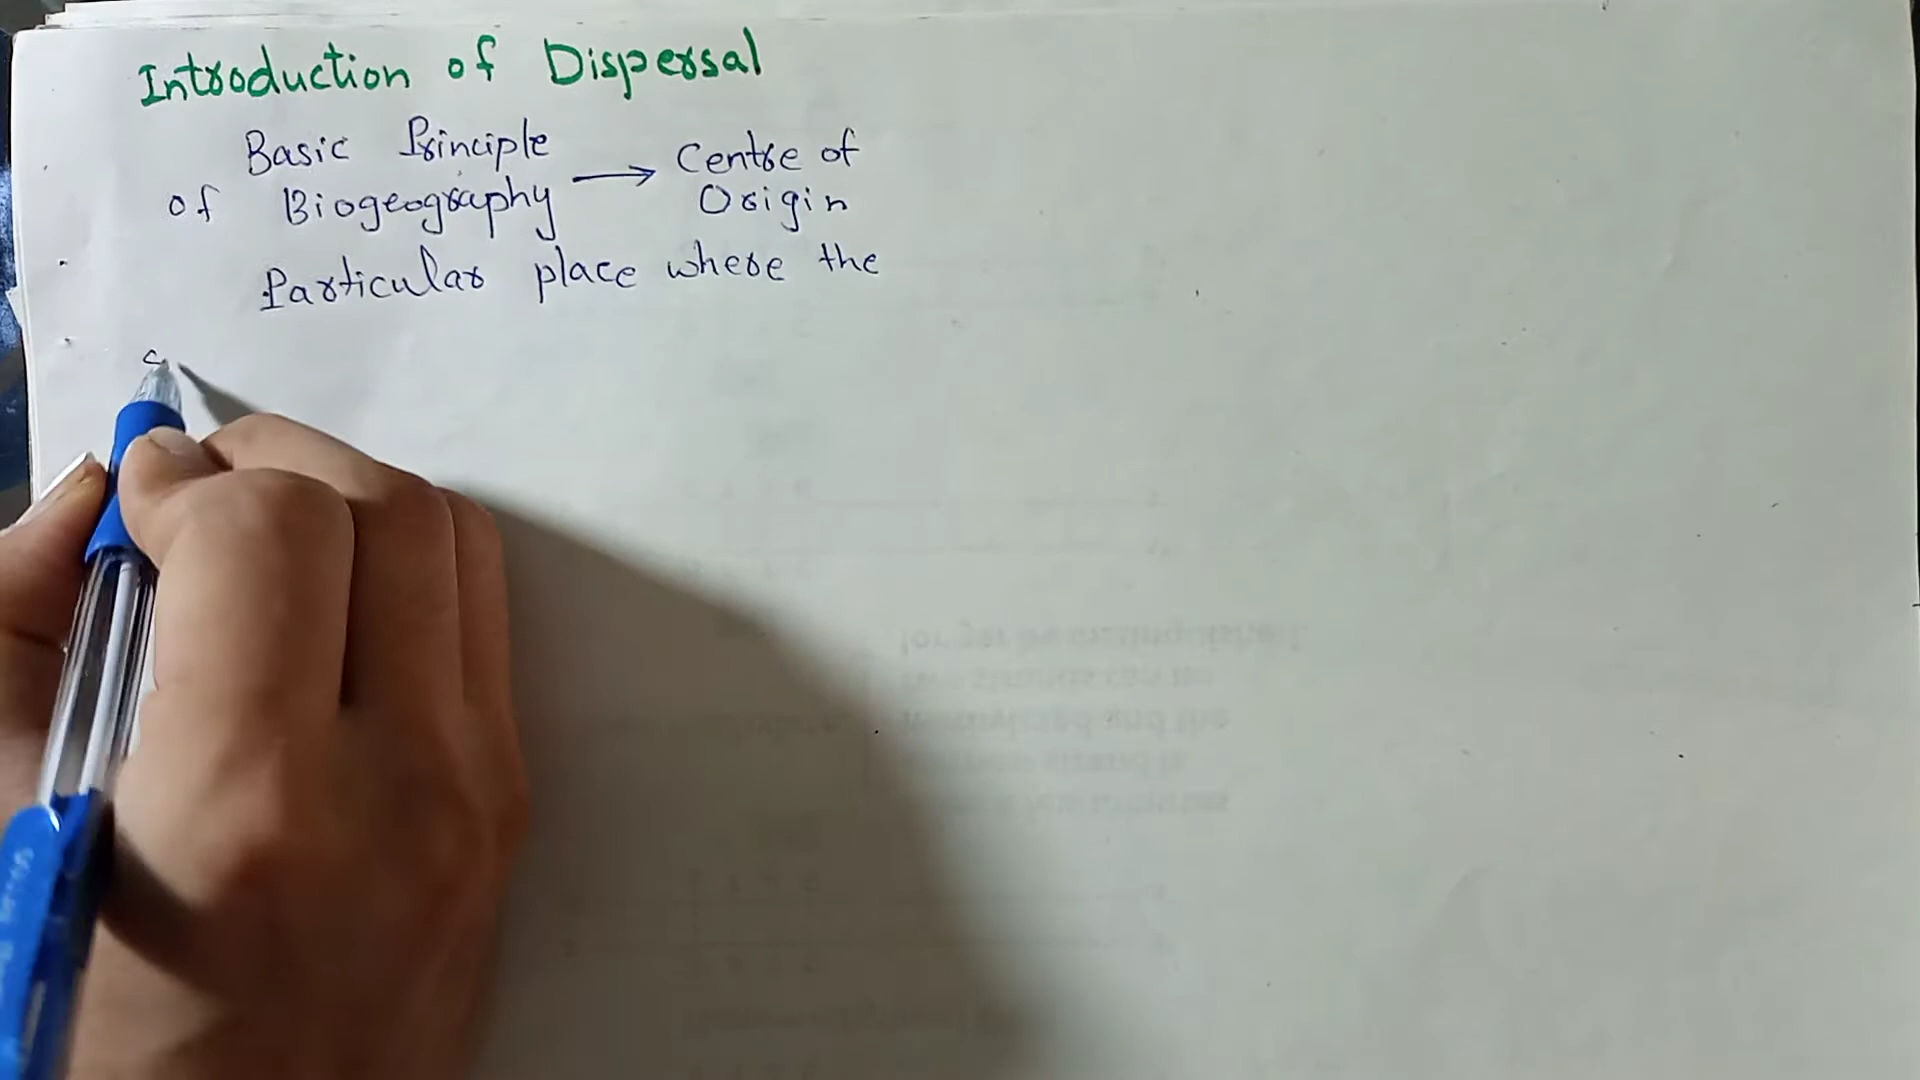 Introduction of Dispersal
Basic Principle
of Biogeography → Centre of
Origin
Particular place where the